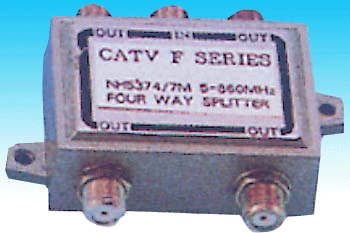 OUT IN OUT
CATV F SERIES
NHS374/7M 5-860MHz
FOUR WAY SPLITTER
OUT OUT